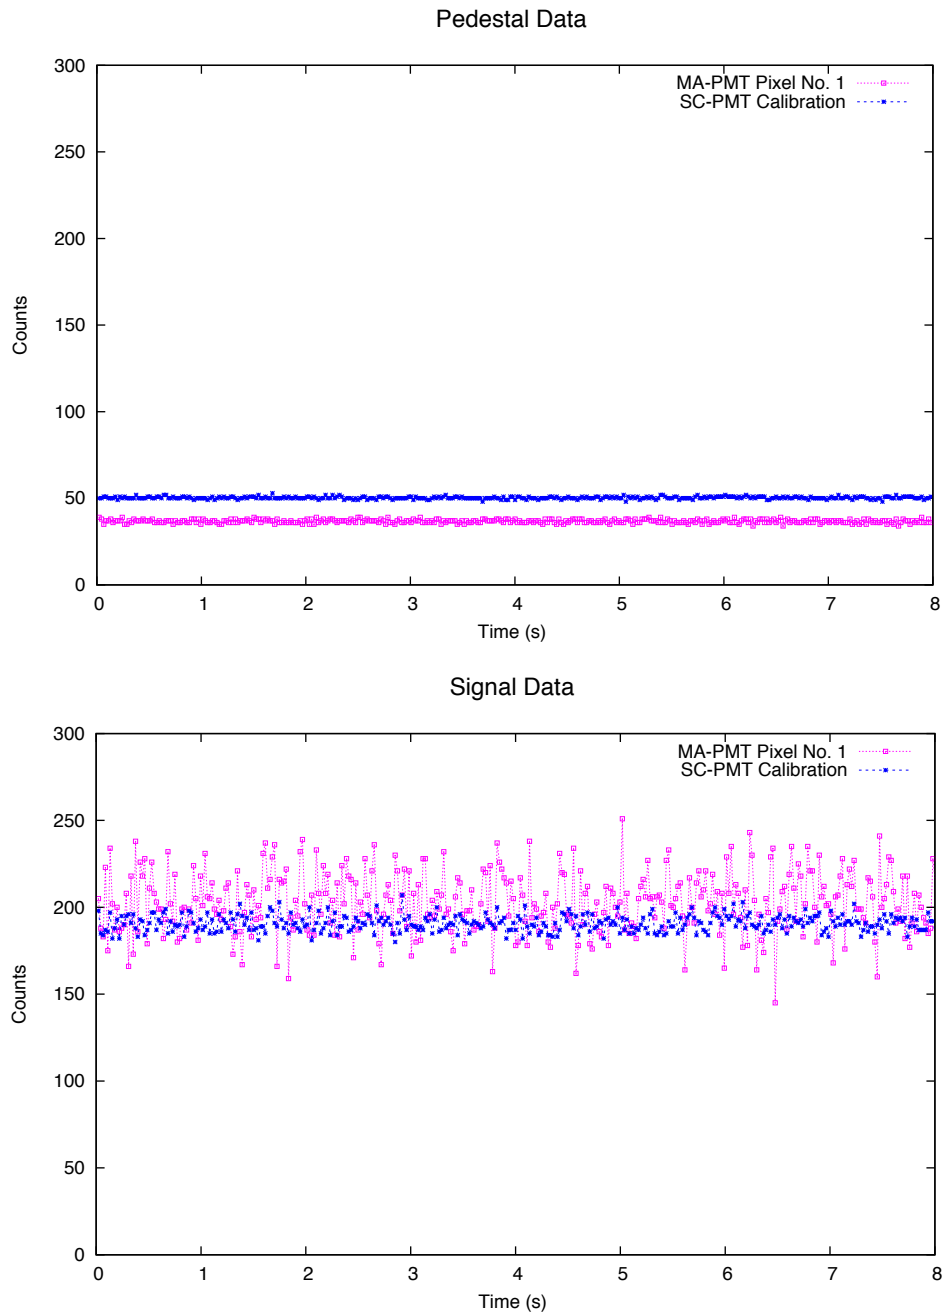 Pedestal Data
300
MA-PMT Pixel No. 1
SC-PMT Calibration
250
200
Counts
150
100
50
0
0 1 2 3 4 5 6 7 8
Time (s)
Signal Data
300
MA-PMT Pixel No. 1
SC-PMT Calibration
250
200
Counts
150
100
50
0
0 1 2 3 4 5 6 7 8
Time (s)